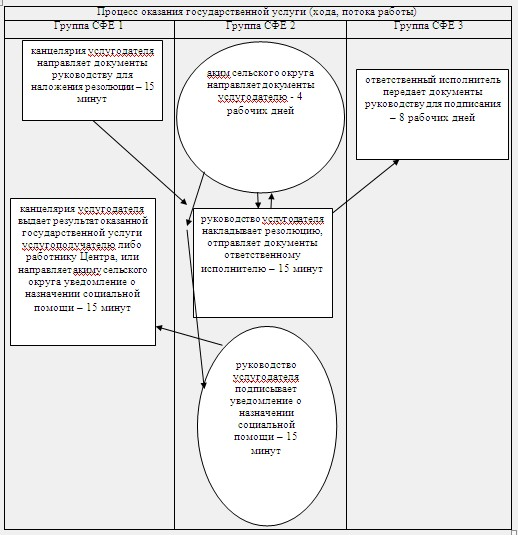 Процесс оказания государственной услуги (хода, потока работы)
Группа СФЕ 1
Группа СФЕ 2
Группа СФЕ 3
канцелярия услугодателя
направляет документы
руководству для
наложения резолюции – 15
минут
аким сельского округа
направляет документы
услугодателю - 4
рабочих дней
ответственный исполнитель
передает документы
руководству для подписания
– 8 рабочих дней
канцелярия услугодателя
выдает результат оказанной
государственной услуги
услугополучателю либо
работнику Центра, или
направляет акиму сельского
округа уведомление о
назначении социальной
помощи – 15 минут
руководство услугодателя
накладывает резолюцию,
отправляет документы
ответственному
исполнителю – 15 минут
руководство
услугодателя
подписывает
уведомление о
назначении
социальной
помощи – 15
минут